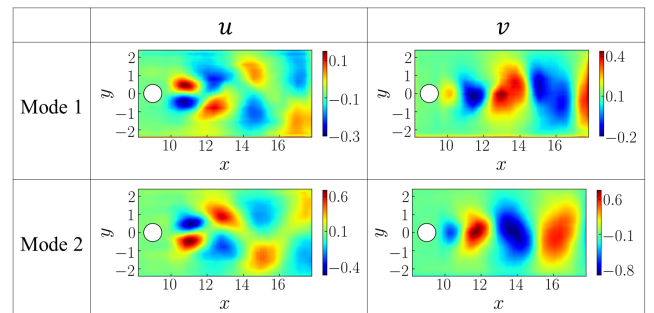 u v
Mode 1
2 1 0 −1 −2
y
10 12 14 16
x
0.1 −0.1 −0.3
2 1 0 −1 −2
y
10 12 14 16
x
0.4 0.1 −0.2
Mode 2
2 1 0 −1 −2
y
10 12 14 16
x
0.6 0.1 −0.4
2 1 0 −1 −2
y
10 12 14 16
x
0.6 −0.1 −0.8